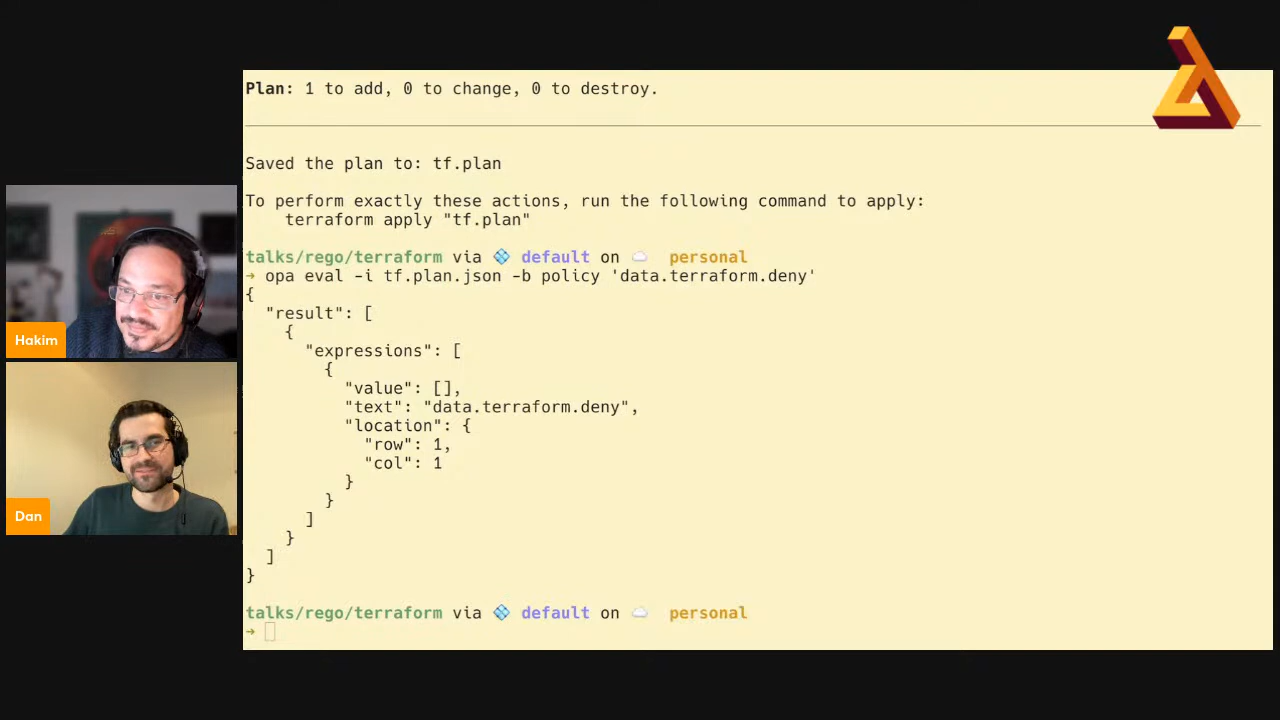 Plan: 1 to add, 0 to change, 0 to destroy.
Saved the plan to: tf.plan
To perform exactly these actions, run the following command to apply:
    terraform apply "tf.plan"
talks/rego/terraform via default on personal
➜ opa eval -i tf.plan.json -b policy 'data.terraform.deny'
{
  "result": [
    {
      "expressions": [
        {
          "value": [],
          "text": "data.terraform.deny",
          "location": {
            "row": 1,
            "col": 1
          }
        }
      ]
    }
  ]
}
talks/rego/terraform via default on personal
➜
Hakim
Dan